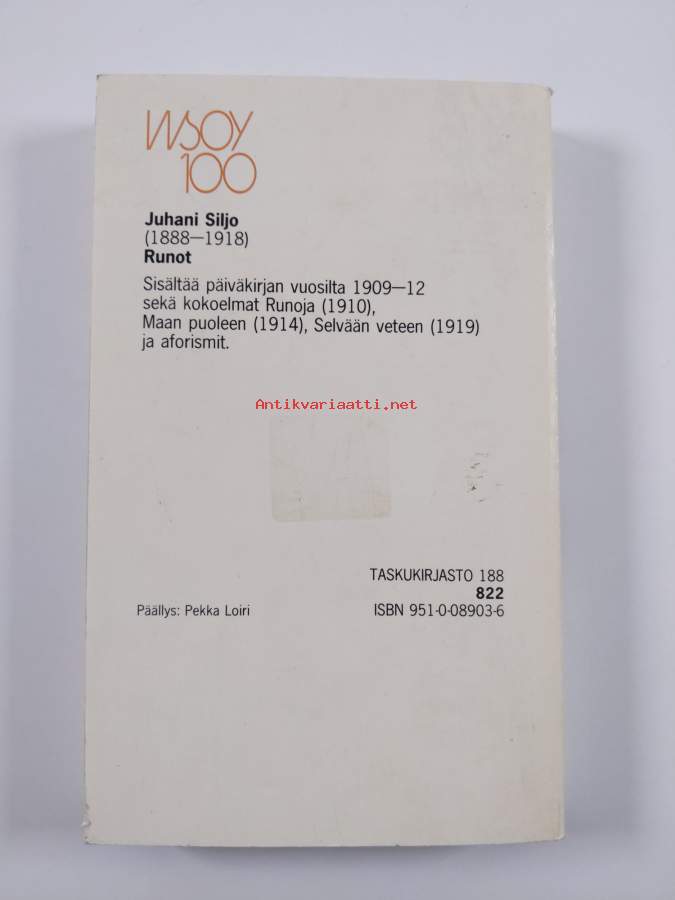 WSOY
100
Juhani Siljo
(1888—1918)
Runot
Sisältää päiväkirjan vuosilta 1909—12
sekä kokoelmat Runoja (1910),
Maan puoleen (1914), Selvään veteen (1919)
ja aforismit.
Antikvariaatti.net
TASKUKIRJASTO 188
822
Päällys: Pekka Loiri ISBN 951-0-08903-6